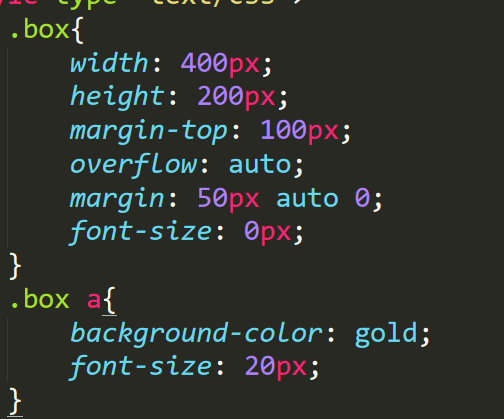 .box{
width: 400px;
height: 200px;
margin-top: 100px;
overflow: auto;
margin: 50px auto 0;
font-size: 0px;
}
.box a{
background-color: gold;
font-size: 20px;
}